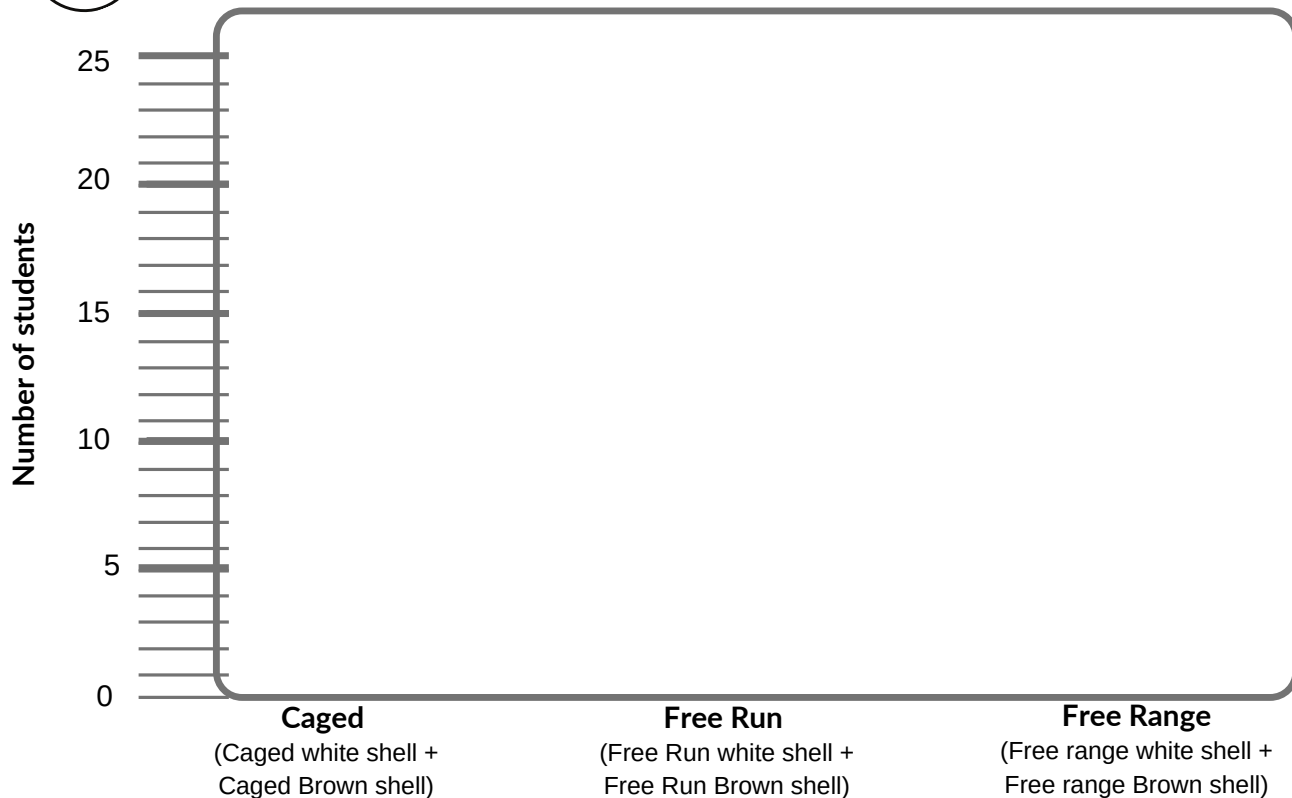 25
20
15
10
5
0
Number of students
Caged
(Caged white shell +
Caged Brown shell)
Free Run
(Free Run white shell +
Free Run Brown shell)
Free Range
(Free range white shell +
Free range Brown shell)